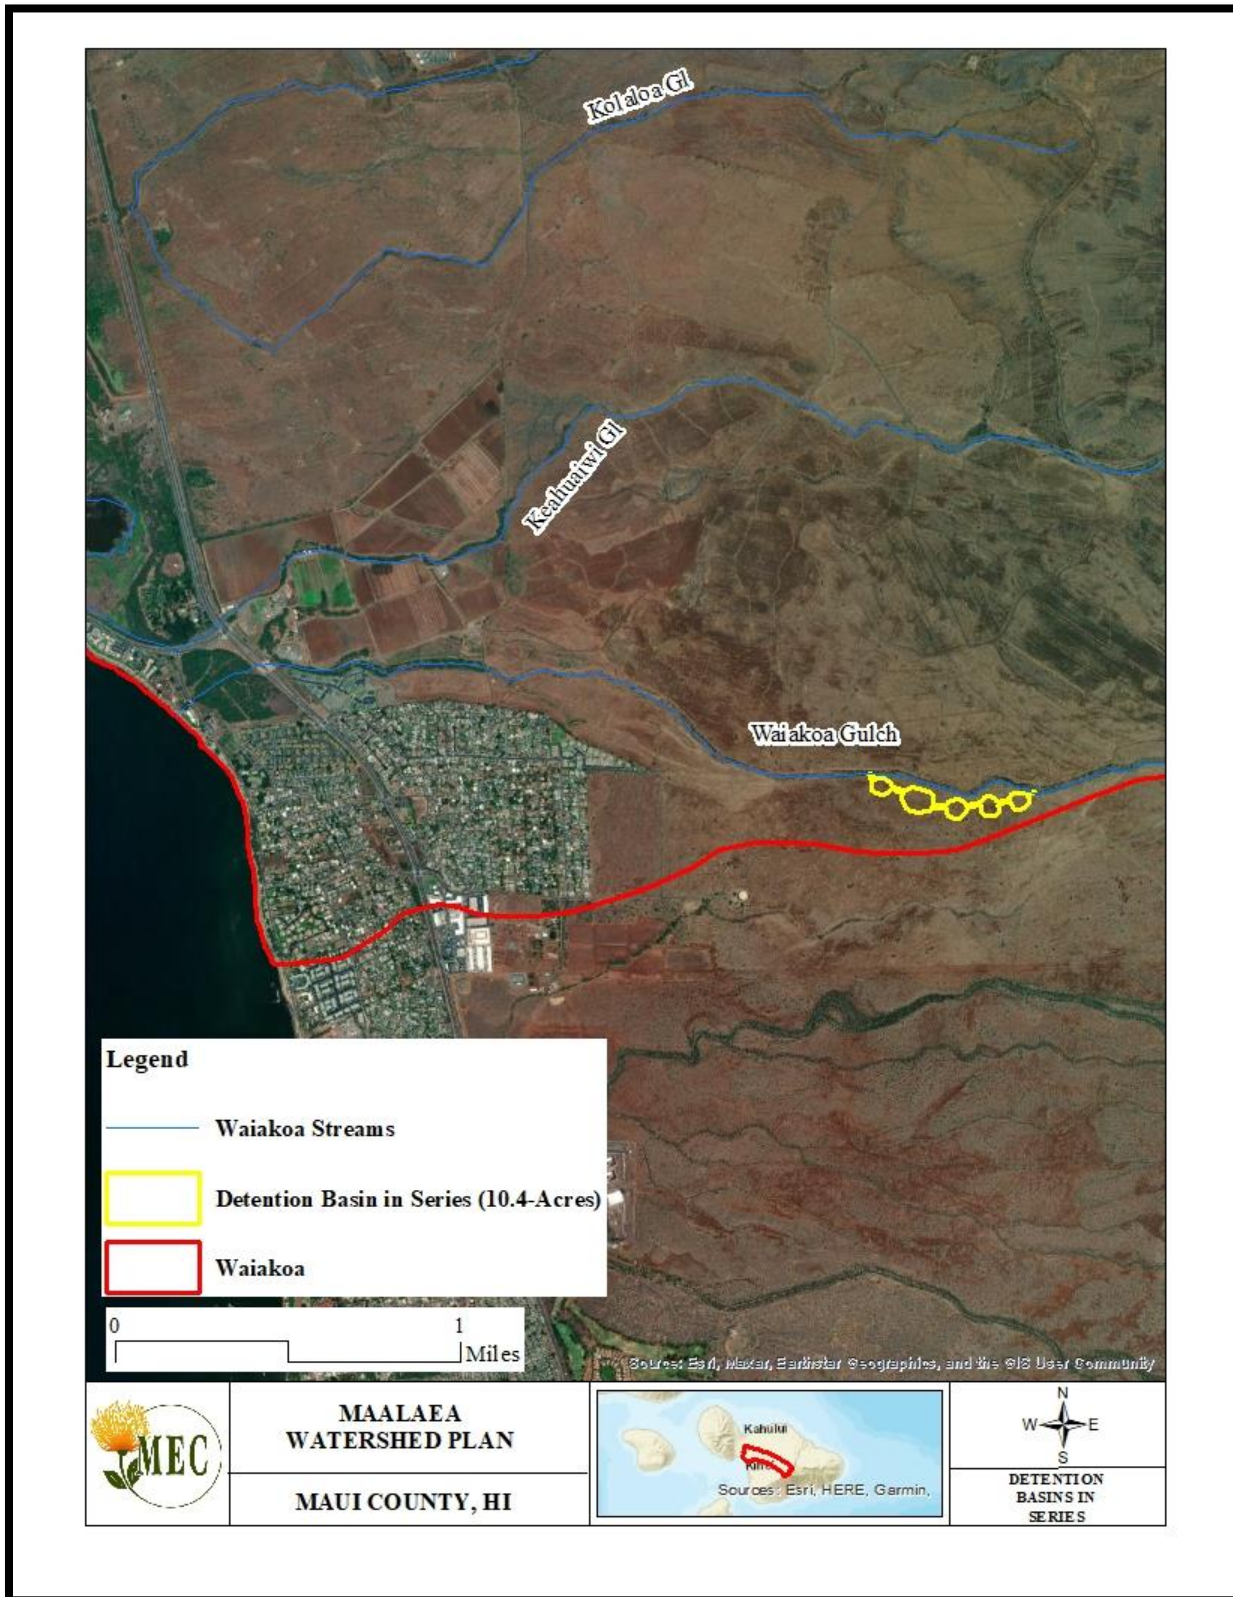 Kolaloa Gl
Keahuaiwi Gl
Waiakoa Gulch
Legend
Waiakoa Streams
Detention Basin in Series (10.4-Acres)
Waiakoa
0 1
Miles
Source: Esri, Maxar, Earthstar Geographics, and the GIS User Community
MEC
MAALAEA
WATERSHED PLAN
MAUI COUNTY, HI
Kahului
Sources: Esri, HERE, Garmin,
N
W E
S
DETENTION
BASINS IN
SERIES